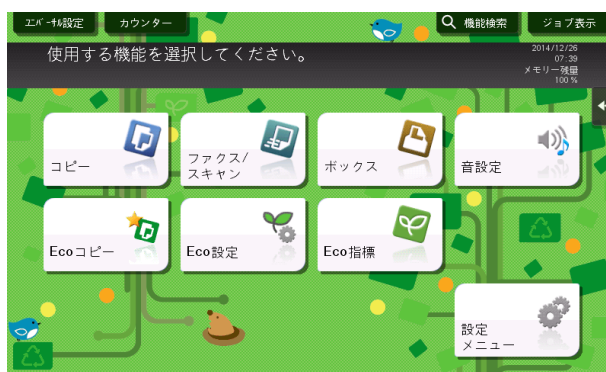 ﾕﾆﾊﾞｰｻﾙ設定 カウンター 機能検索 ジョブ表示
使用する機能を選択してください。
2014/12/26
07:39
メモリー残量
100 %
コピー
ファクス/
スキャン
ボックス
音設定
Ecoコピー
Eco設定
Eco指標
設定
メニュー